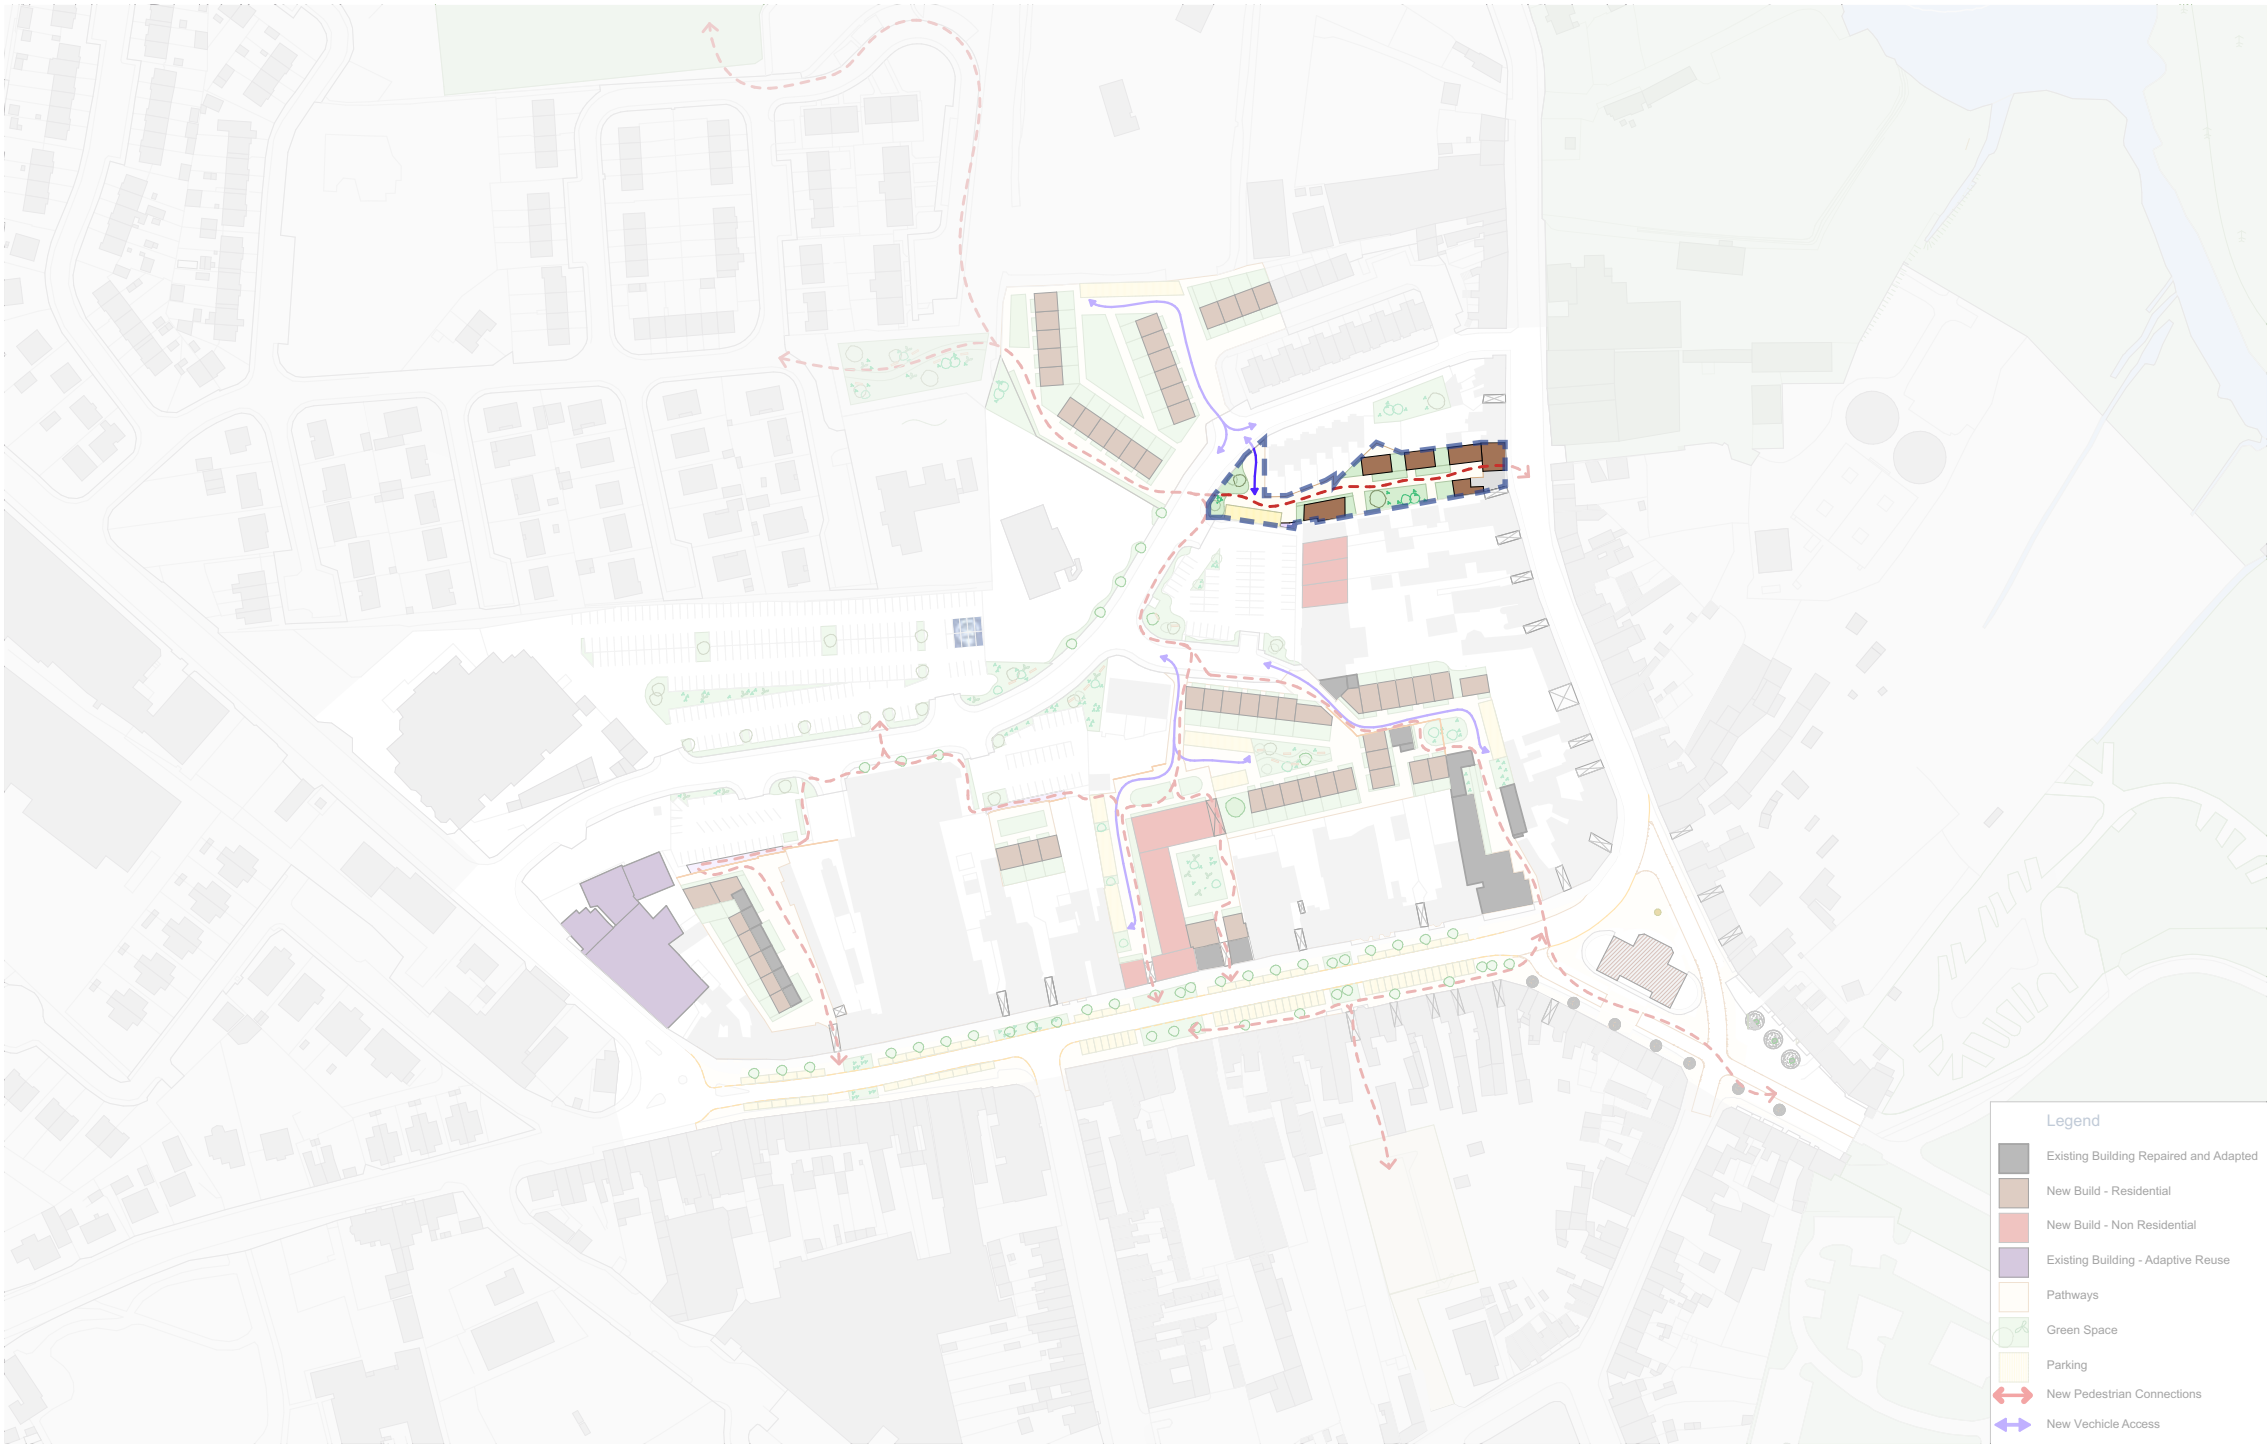 Legend
Existing Building Repaired and Adapted
New Build - Residential
New Build - Non Residential
Existing Building - Adaptive Reuse
Pathways
Green Space
Parking
New Pedestrian Connections
New Vechicle Access